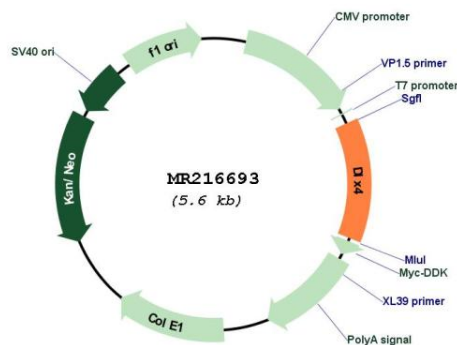 CMV promoter
VP1.5 primer
T7 promoter
SgfI
Dlx4
MluI
Myc-DDK
XL39 primer
PolyA signal
Col E1
Kan/Neo
SV40 ori
f1 ori
MR216693
(5.6 kb)